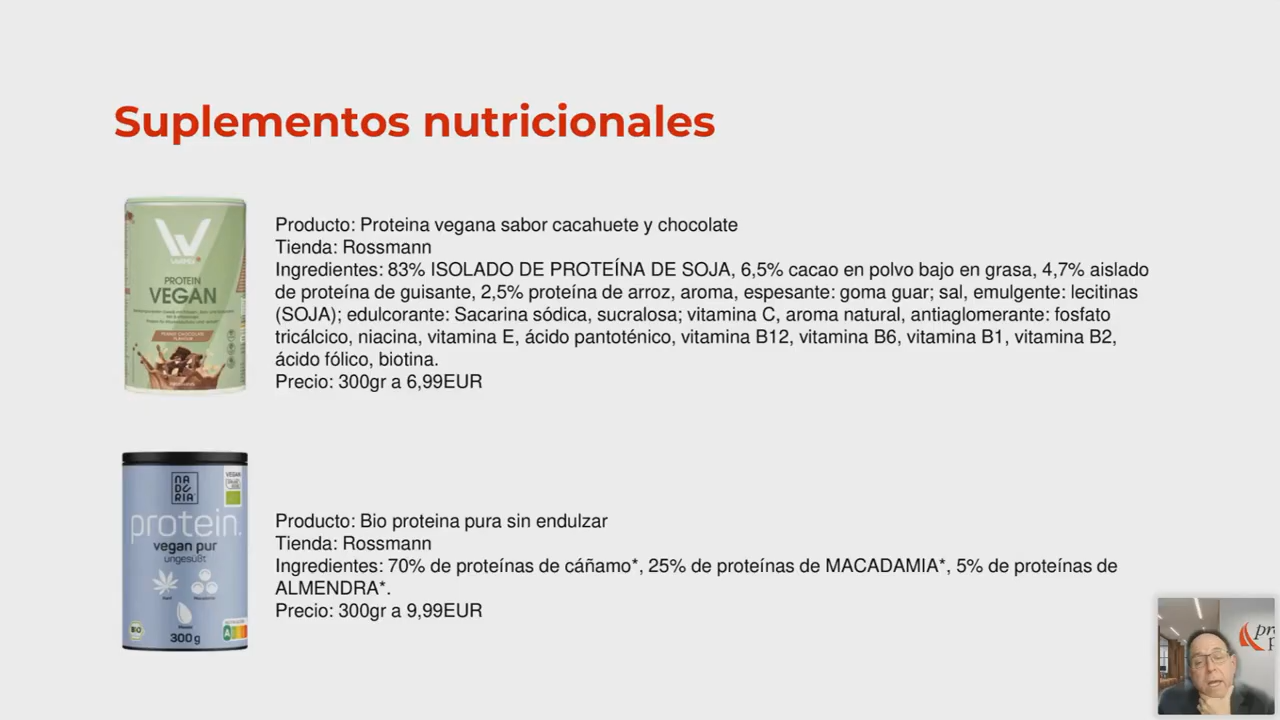 Suplementos nutricionales
PROTEIN
VEGAN
Producto: Proteina vegana sabor cacahuete y chocolate
Tienda: Rossmann
Ingredientes: 83% ISOLADO DE PROTEÍNA DE SOJA, 6,5% cacao en polvo bajo en grasa, 4,7% aislado
de proteína de guisante, 2,5% proteína de arroz, aroma, espesante: goma guar; sal, emulgente: lecitinas
(SOJA); edulcorante: Sacarina sódica, sucralosa; vitamina C, aroma natural, antiaglomerante: fosfato
tricálcico, niacina, vitamina E, ácido pantoténico, vitamina B12, vitamina B6, vitamina B1, vitamina B2,
ácido fólico, biotina.
Precio: 300gr a 6,99EUR
NA
DU
RIA
VEGAN
protein.
vegan pur
ungesüßt
BIO
300 g
A
Producto: Bio proteina pura sin endulzar
Tienda: Rossmann
Ingredientes: 70% de proteínas de cáñamo*, 25% de proteínas de MACADAMIA*, 5% de proteínas de
ALMENDRA*.
Precio: 300gr a 9,99EUR